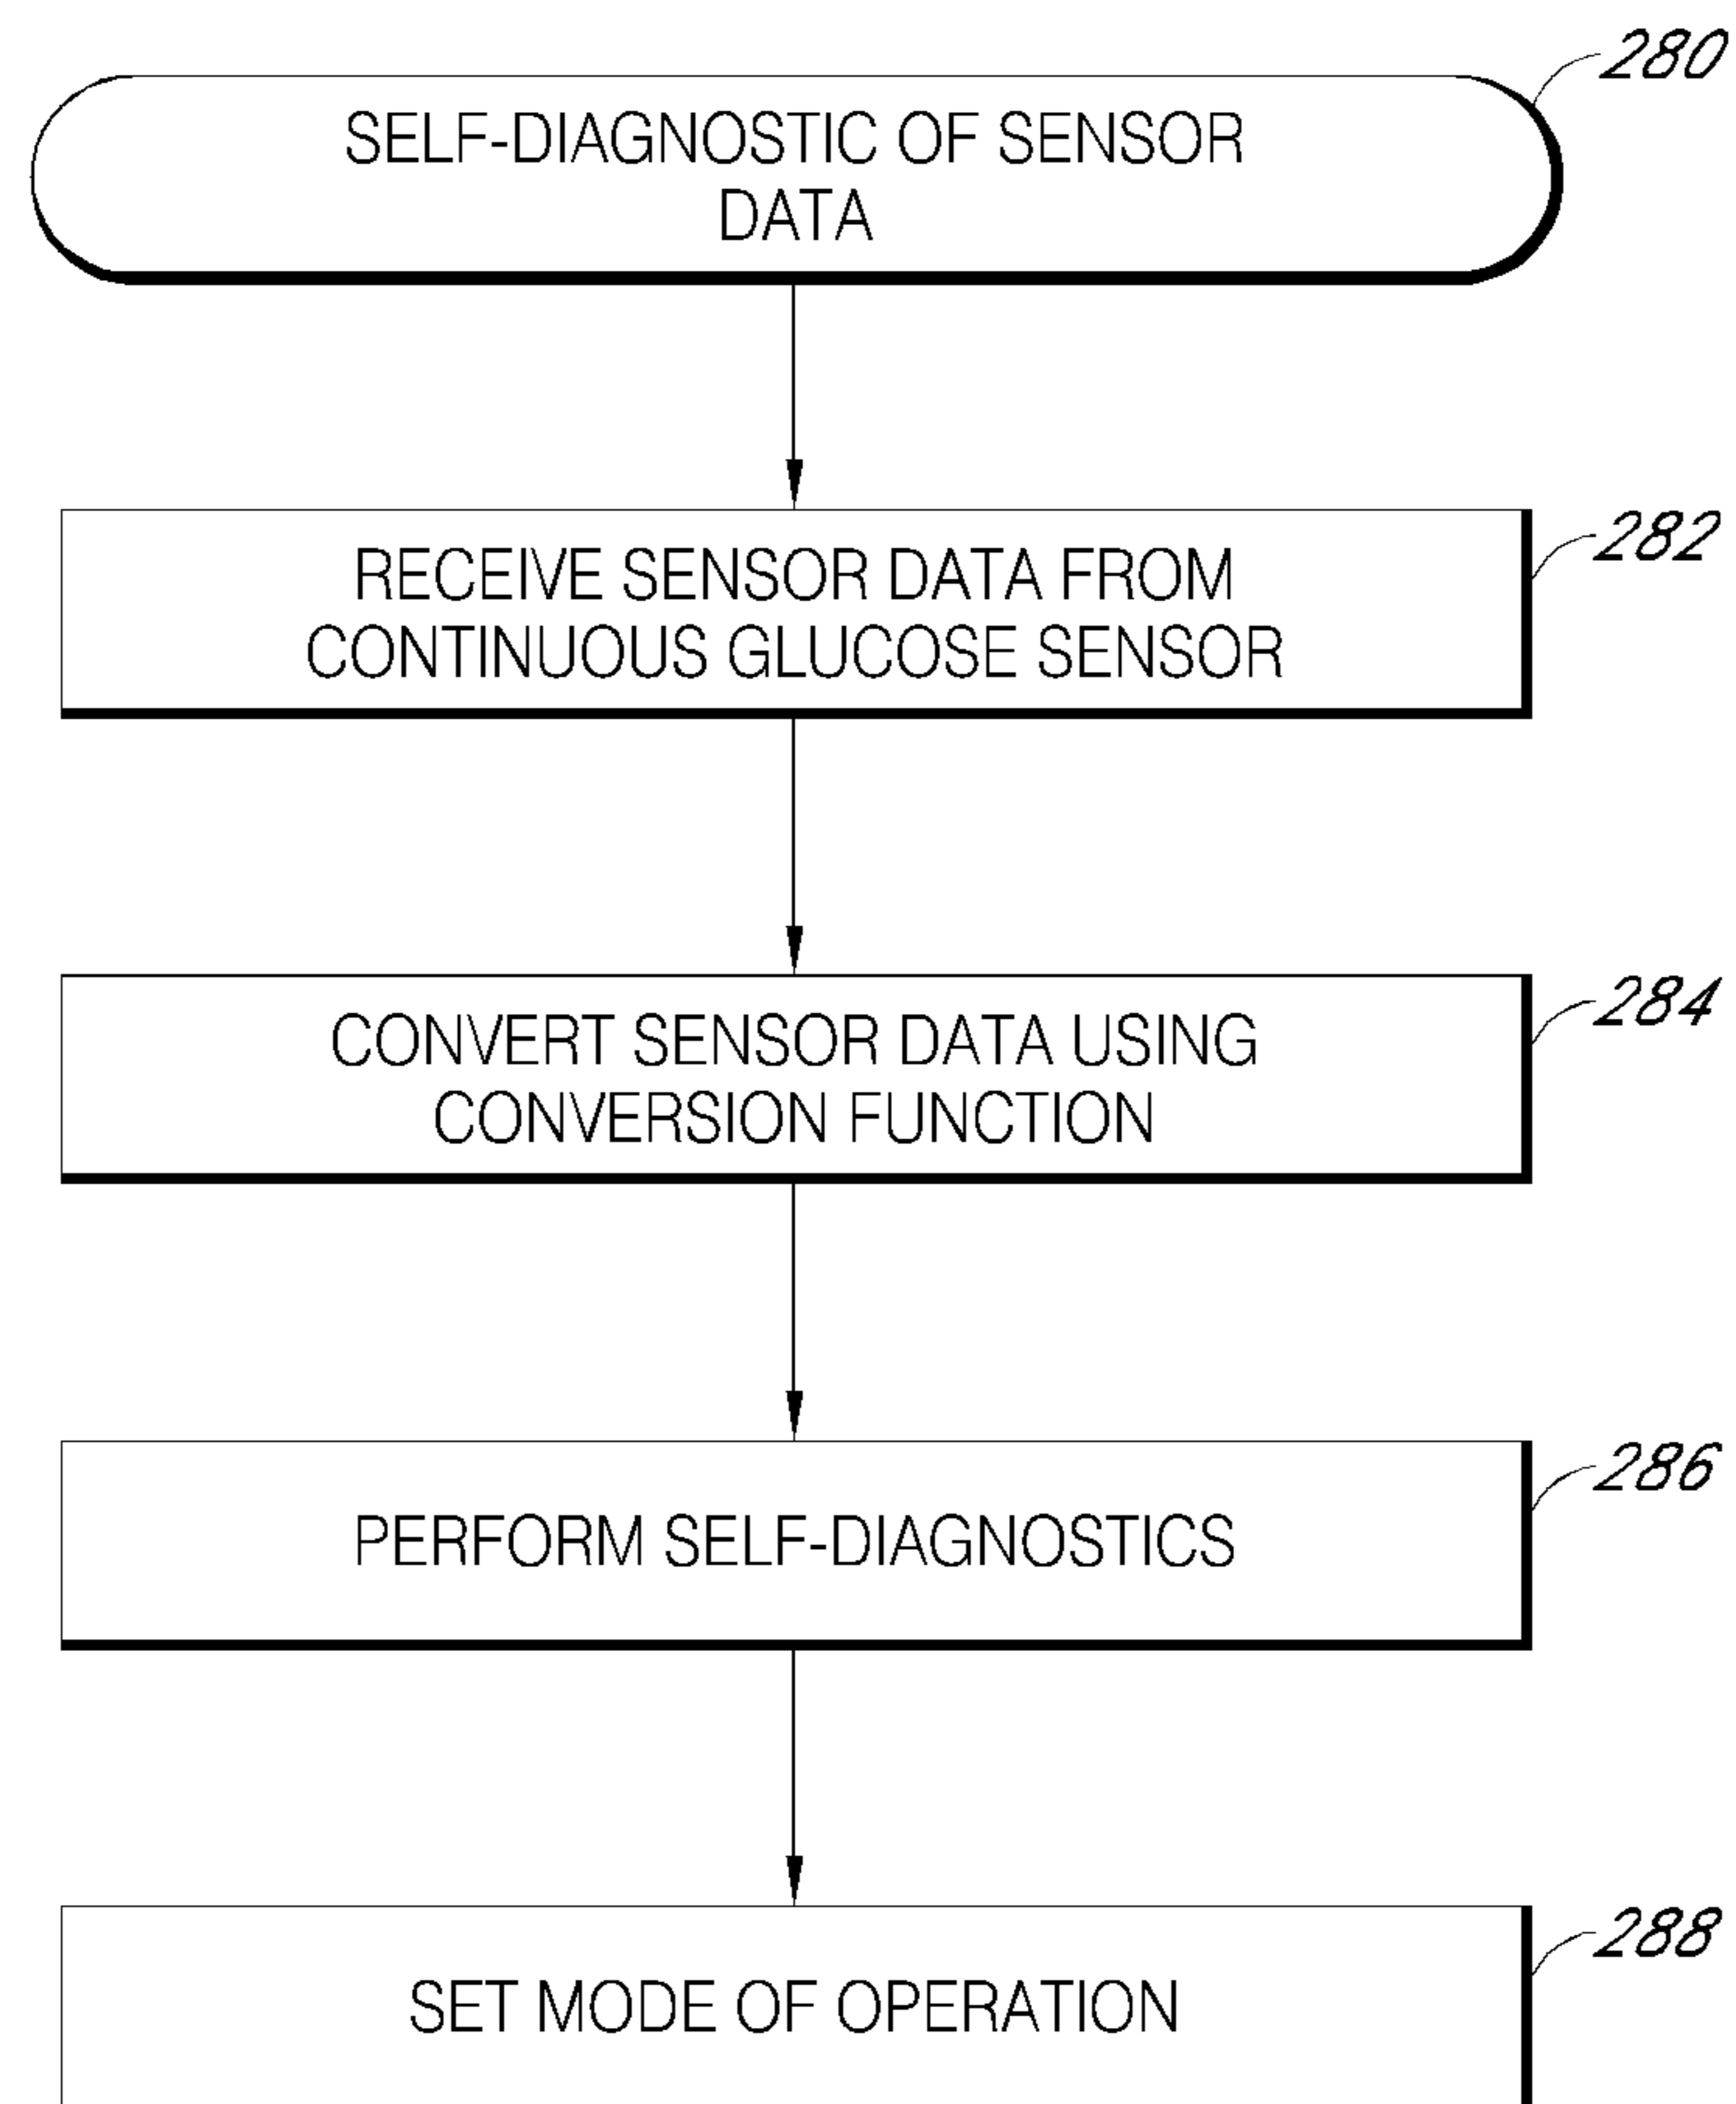 280
SELF-DIAGNOSTIC OF SENSOR
DATA
282
RECEIVE SENSOR DATA FROM
CONTINUOUS GLUCOSE SENSOR
284
CONVERT SENSOR DATA USING
CONVERSION FUNCTION
286
PERFORM SELF-DIAGNOSTICS
288
SET MODE OF OPERATION